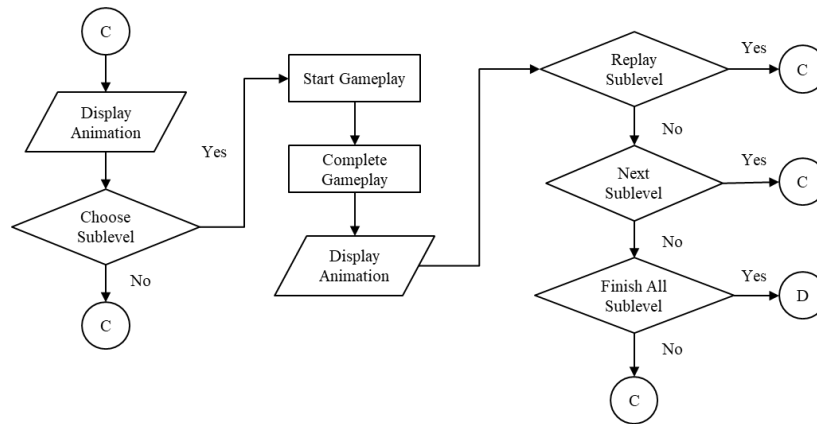 C
Display
Animation
Choose
Sublevel
Yes
No
C
Start Gameplay
Complete
Gameplay
Display
Animation
Replay
Sublevel
Yes
C
No
Next
Sublevel
Yes
C
No
Finish All
Sublevel
Yes
D
No
C